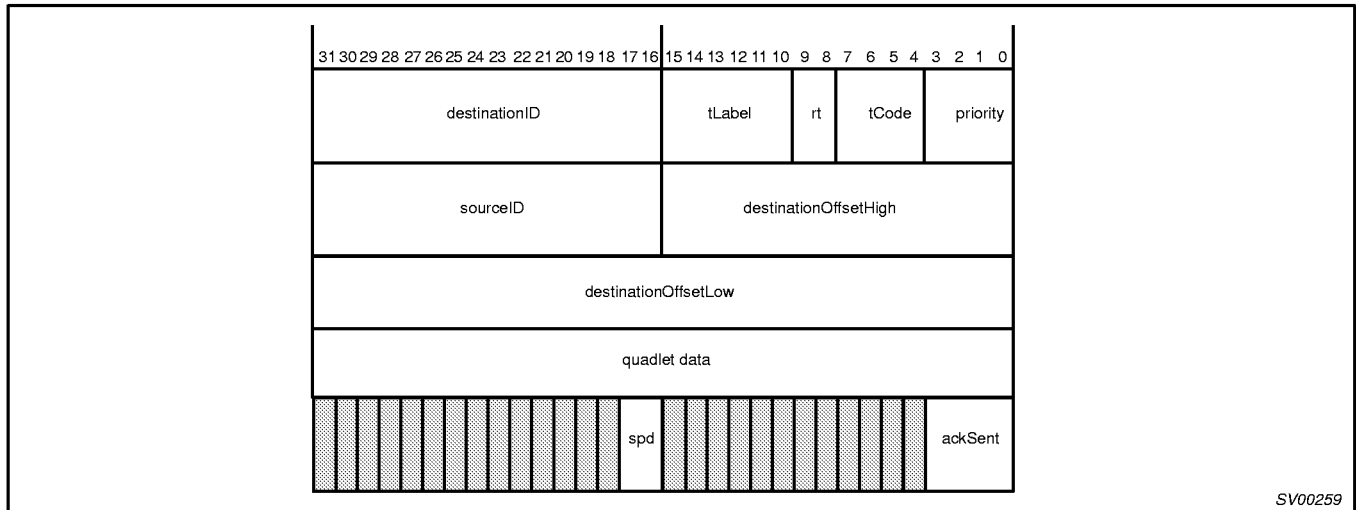 31 30 29 28 27 26 25 24 23 22 21 20 19 18 17 16 15 14 13 12 11 10 9 8 7 6 5 4 3 2 1 0
destinationID tLabel rt tCode priority
sourceID destinationOffsetHigh
destinationOffsetLow
quadlet data
spd ackSent
SV00259